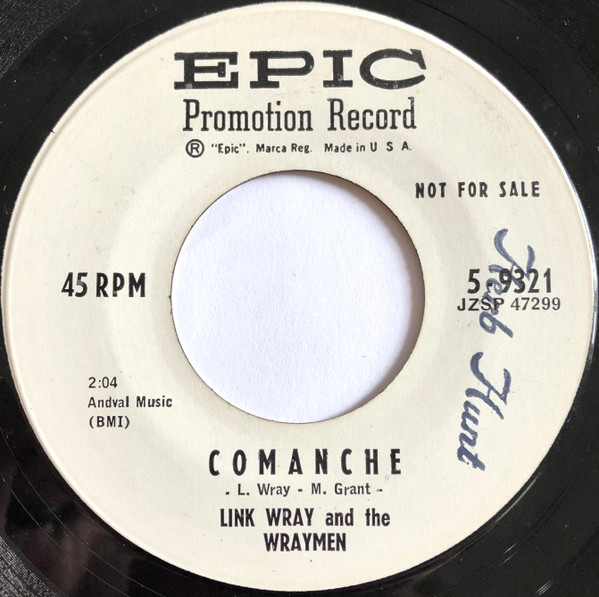 EPIC
Promotion Record
Ⓡ "Epic", Marca Reg. Made in U S A.
NOT FOR SALE
45 RPM
5-9321
JZSP 47299
Herb Hunt
2:04
Andval Music
(BMI)
COMANCHE
- L. Wray - M. Grant -
LINK WRAY and the
WRAYMEN